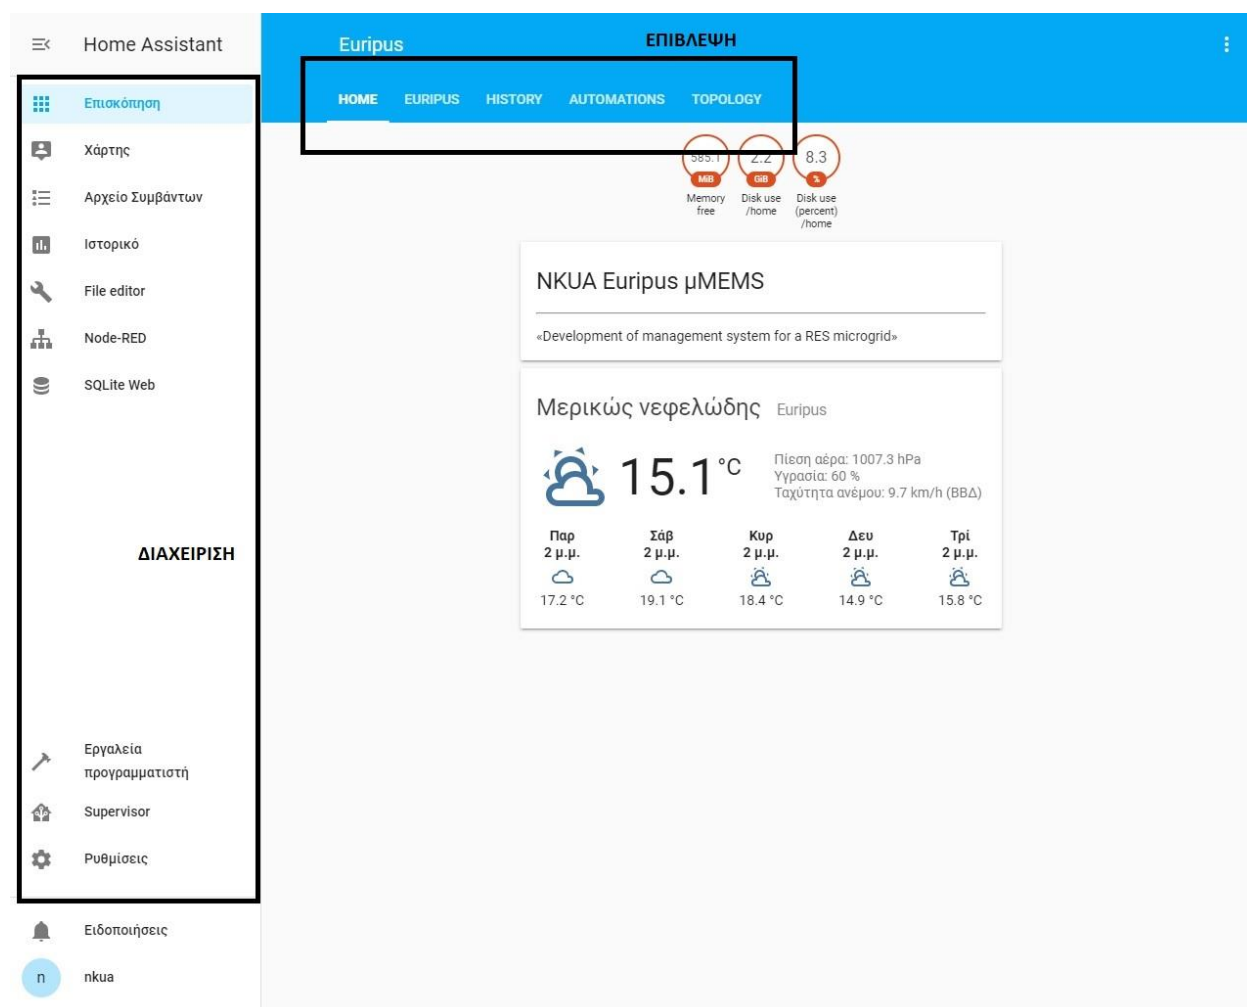 Home Assistant
Επισκόπηση
Χάρτης
Αρχείο Συμβάντων
Ιστορικό
File editor
Node-RED
SQLite Web
ΔΙΑΧΕΙΡΙΣΗ
Εργαλεία
προγραμματιστή
Supervisor
Ρυθμίσεις
Ειδοποιήσεις
n nkua
Euripus
ΕΠΙΒΛΕΨΗ
HOME EURIPUS HISTORY AUTOMATIONS TOPOLOGY
585.1 2.2 8.3
MiB GiB %
Memory free
Disk use /home
Disk use (percent) /home
NKUA Euripus μMEMS
«Development of management system for a RES microgrid»
Μερικώς νεφελώδης Euripus
15.1 °C
Πίεση αέρα: 1007.3 hPa
Υγρασία: 60 %
Ταχύτητα ανέμου: 9.7 km/h (ΒΒΔ)
Παρ Σάβ Κυρ Δευ Τρί
2 μ.μ. 2 μ.μ. 2 μ.μ. 2 μ.μ. 2 μ.μ.
17.2 °C 19.1 °C 18.4 °C 14.9 °C 15.8 °C